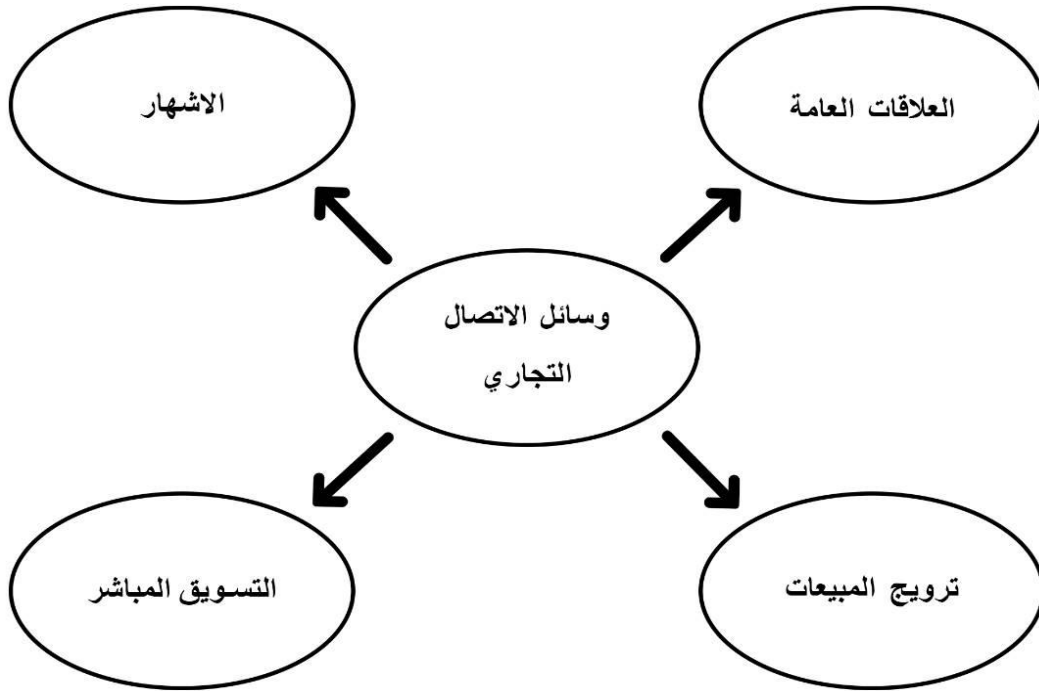 العلاقات العامة
الاشهار
وسائل الاتصال
التجاري
ترويج المبيعات
التسويق المباشر